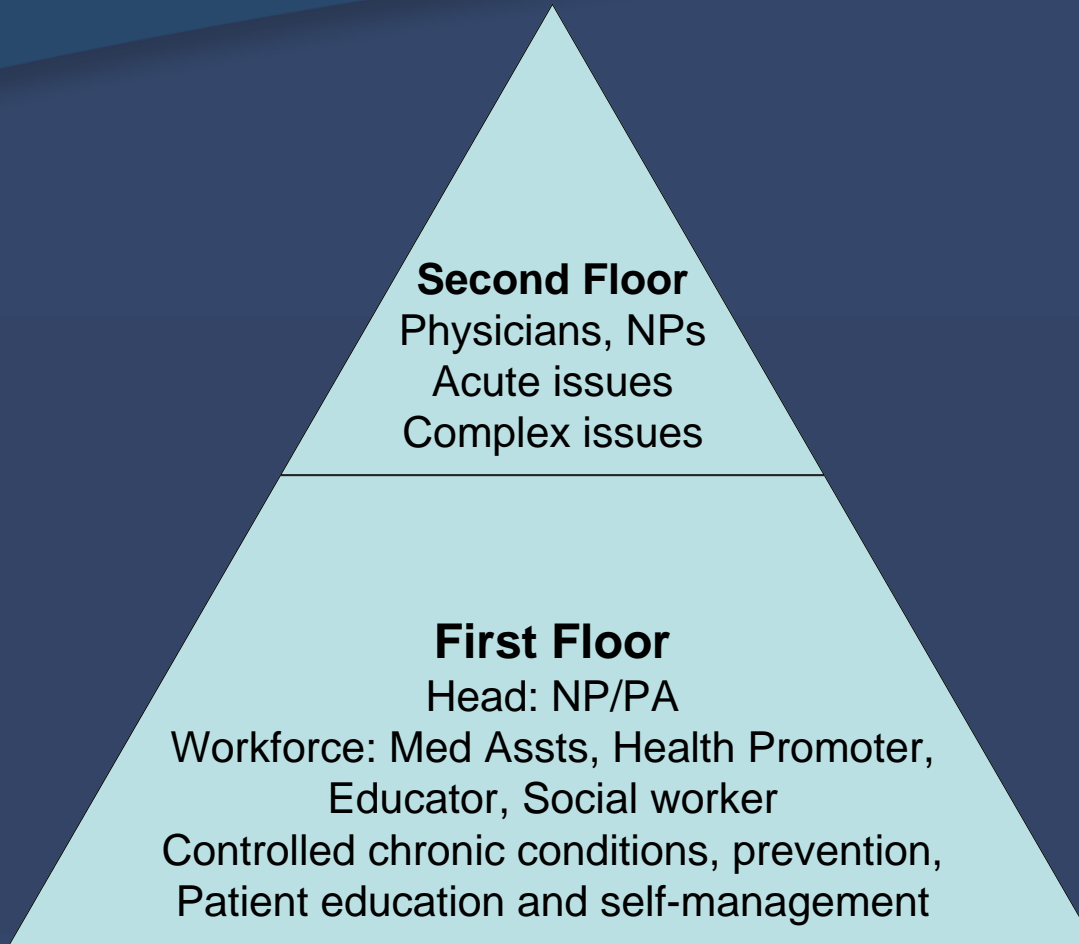 Second Floor
Physicians, NPs
Acute issues
Complex issues
First Floor
Head: NP/PA
Workforce: Med Assts, Health Promoter,
Educator, Social worker
Controlled chronic conditions, prevention,
Patient education and self-management